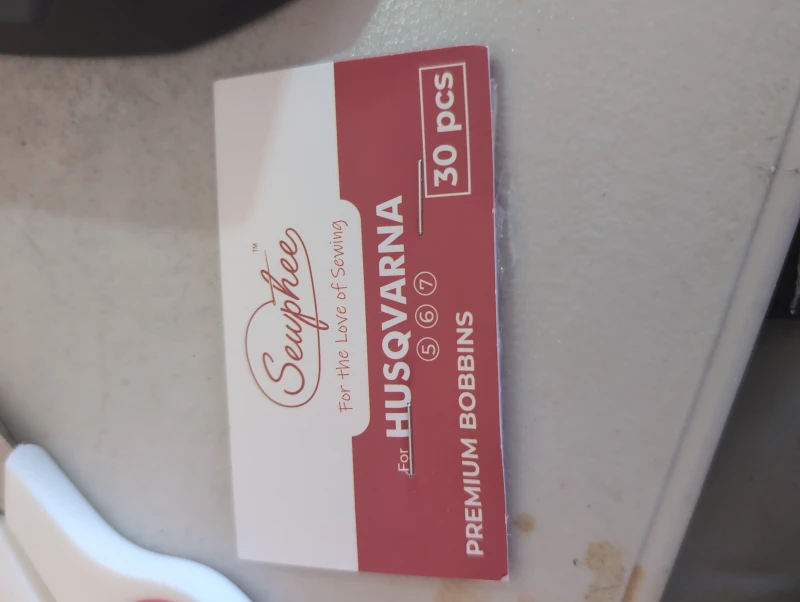 Sewphee™
For the Love of Sewing
For HUSQVARNA
⑤ ⑥ ⑦
30 pcs
PREMIUM BOBBINS